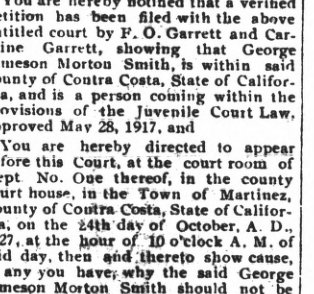 You are hereby notified that a verified
etition has been filed with the above
titled court by F. O. Garrett and Car-
ine Garrett, showing that George
meson Morton Smith, is within said
unty of Contra Costa, State of Califor-
a, and is a person coming within the
ovisions of the Juvenile Court Law,
pproved May 28, 1917, and
You are hereby directed to appear
fore this Court, at the court room of
ept. No. One thereof, in the county
urt house, in the Town of Martinez,
unty of Contra Costa, State of Califor-
a, on the 24th day of October, A. D.,
27, at the hour of 10 o'clock A. M. of
id day, then and thereto show cause,
any you have, why the said George
meson Morton Smith should not be